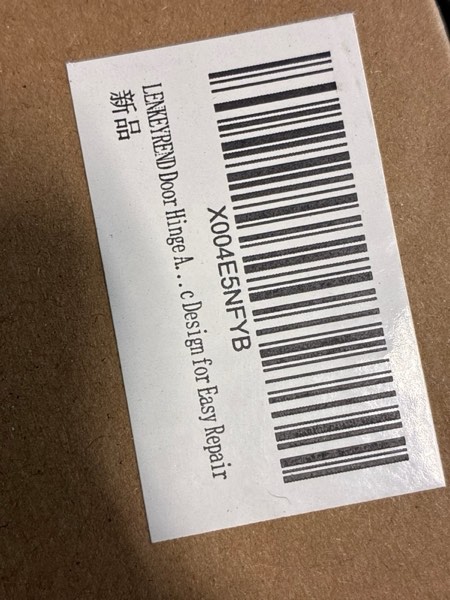 X004E5NFYB
LENKEYREND Door Hinge A...c Design for Easy Repair
新品